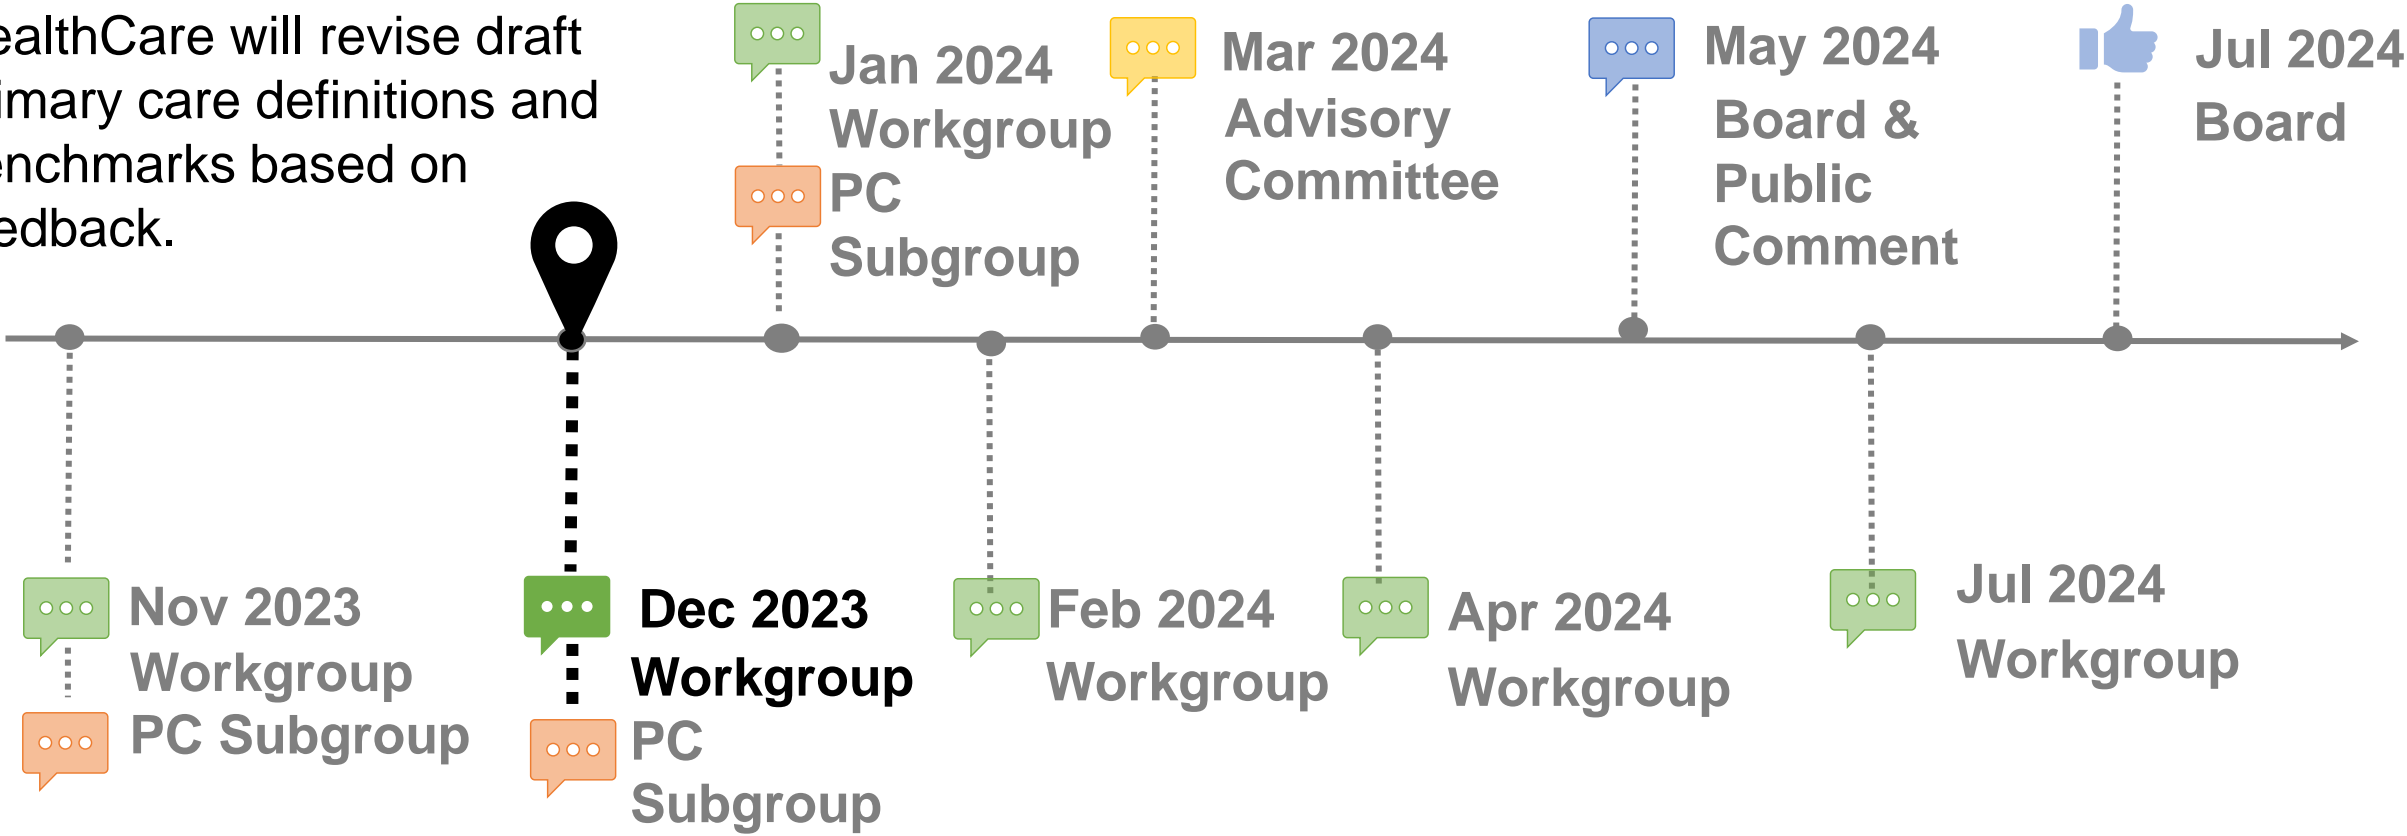 ealthCare will revise draft
imary care definitions and
enchmarks based on
edback.
Jan 2024
Workgroup
PC
Subgroup
Mar 2024
Advisory
Committee
May 2024
Board &
Public
Comment
Jul 2024
Board
Nov 2023
Workgroup
PC Subgroup
Dec 2023
Workgroup
PC
Subgroup
Feb 2024
Workgroup
Apr 2024
Workgroup
Jul 2024
Workgroup